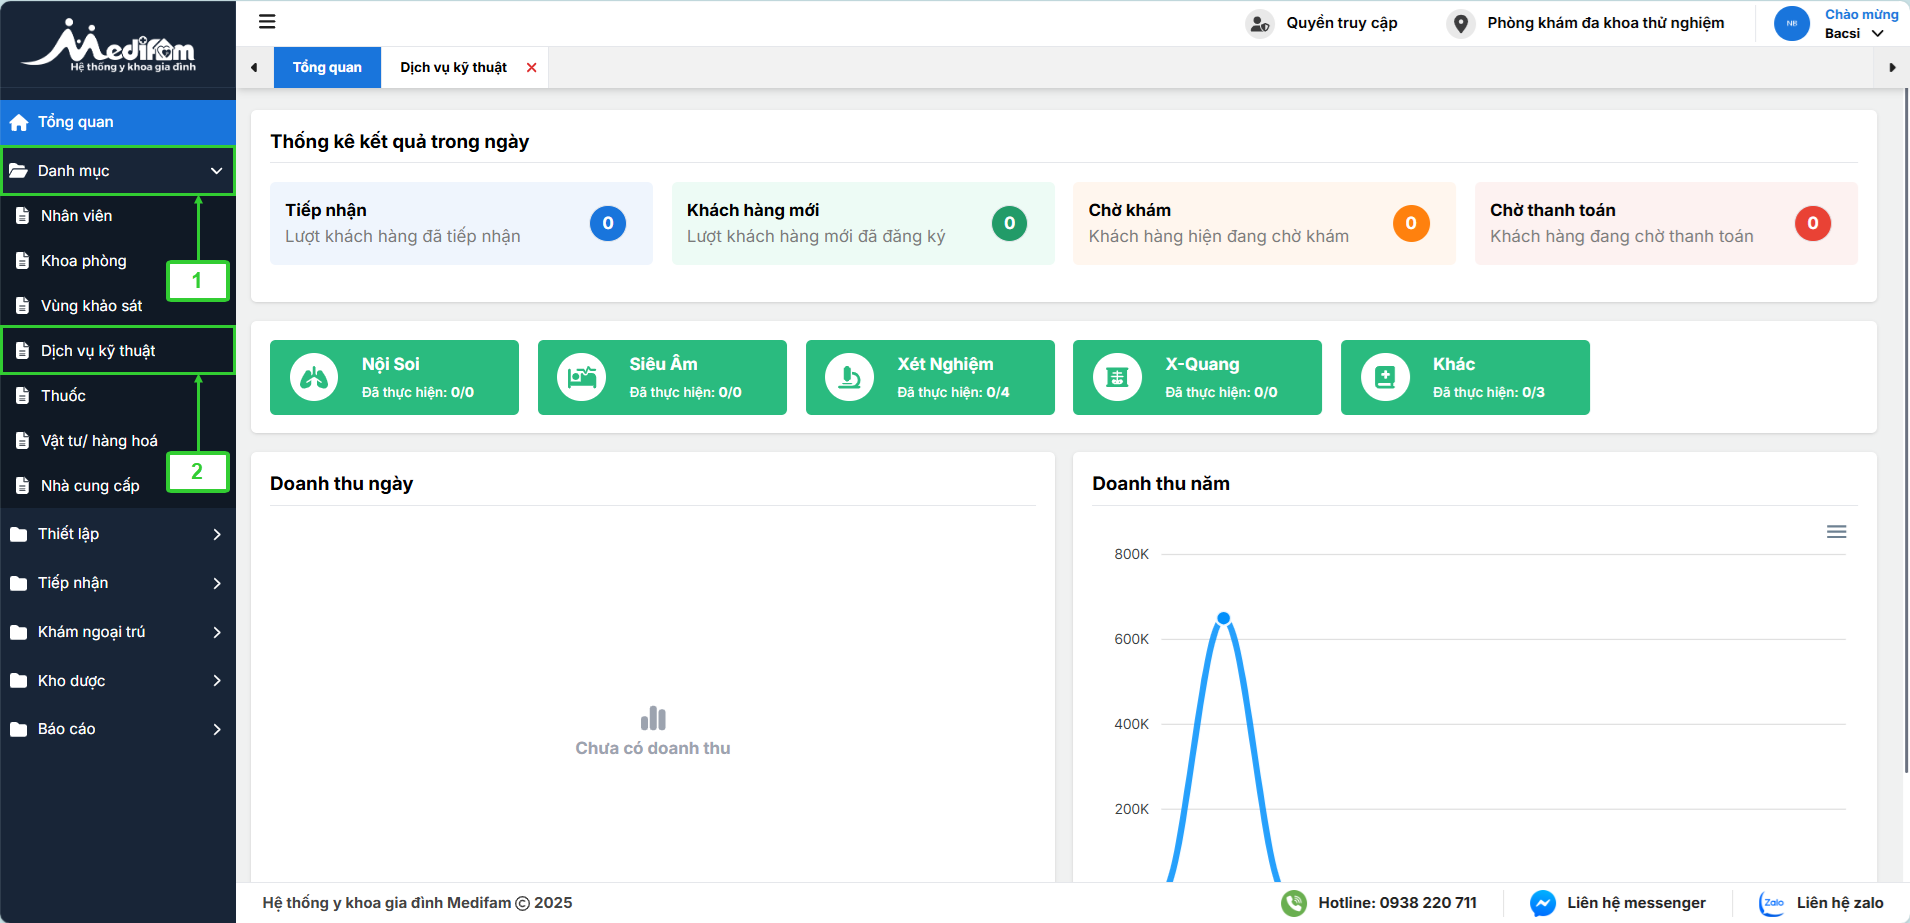 Medifam
Hệ thống y khoa gia đình
Quyền truy cập
Phòng khám đa khoa thử nghiệm
NB
Chào mừng
Bacsi
Tổng quan
Dịch vụ kỹ thuật
Tổng quan
Danh mục
Nhân viên
Khoa phòng
1
Vùng khảo sát
Dịch vụ kỹ thuật
Thuốc
Vật tư/ hàng hoá
2
Nhà cung cấp
Thiết lập
Tiếp nhận
Khám ngoại trú
Kho dược
Báo cáo
Thống kê kết quả trong ngày
Tiếp nhận
Lượt khách hàng đã tiếp nhận
0
Khách hàng mới
Lượt khách hàng mới đã đăng ký
0
Chờ khám
Khách hàng hiện đang chờ khám
0
Chờ thanh toán
Khách hàng đang chờ thanh toán
0
Nội Soi
Đã thực hiện: 0/0
Siêu Âm
Đã thực hiện: 0/0
Xét Nghiệm
Đã thực hiện: 0/4
X-Quang
Đã thực hiện: 0/0
Khác
Đã thực hiện: 0/3
Doanh thu ngày
Chưa có doanh thu
Doanh thu năm
800K
600K
400K
200K
Hệ thống y khoa gia đình Medifam © 2025
Hotline: 0938 220 711
Liên hệ messenger
Zalo
Liên hệ zalo